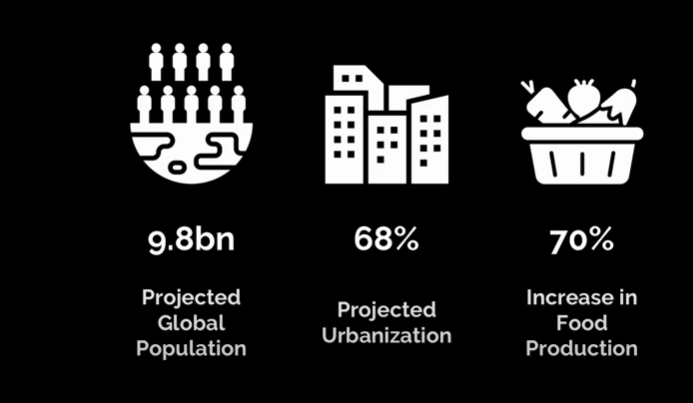 9.8bn
68%
70%
Projected
Global
Population
Projected
Urbanization
Increase in
Food
Production